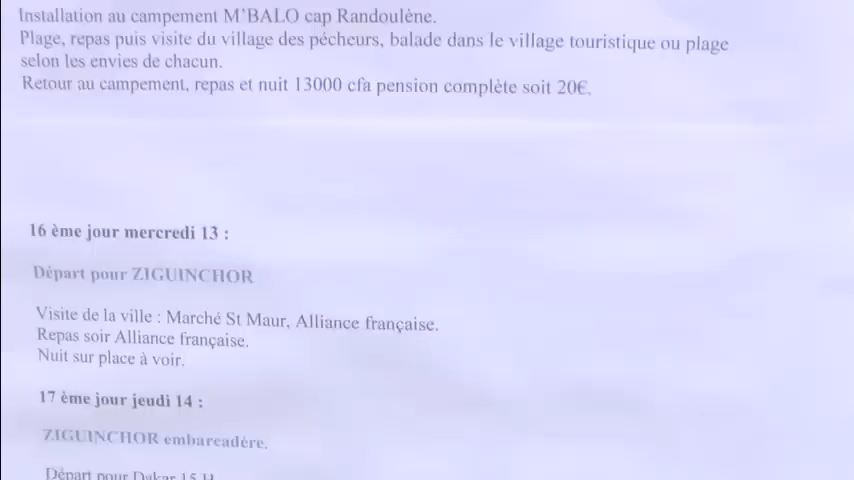 Installation au campement M'BALO cap Randoulène.
Plage, repas puis visite du village des pécheurs, balade dans le village touristique ou plage
selon les envies de chacun.
Retour au campement, repas et nuit 13000 cfa pension complète soit 20€.
16 ème jour mercredi 13 :
Départ pour ZIGUINCHOR
Visite de la ville : Marché St Maur, Alliance française.
Repas soir Alliance française.
Nuit sur place à voir.
17 ème jour jeudi 14 :
ZIGUINCHOR embarcadère.
Départ pour Dakar 15 H